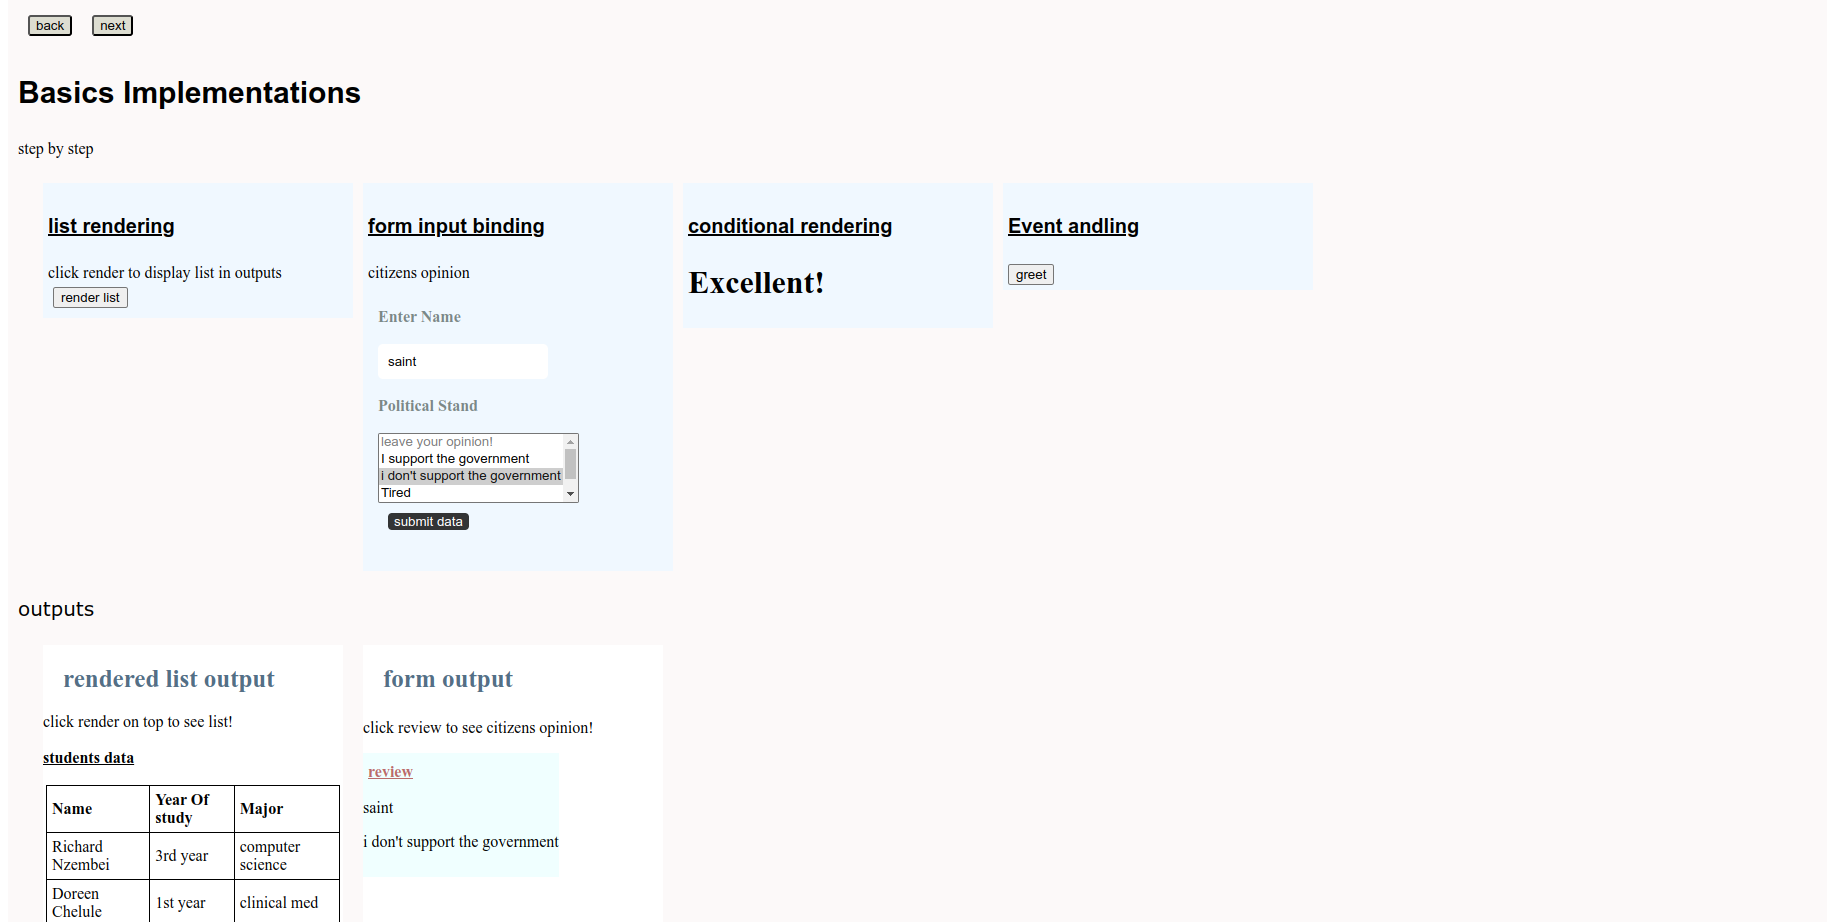 back next
Basics Implementations
step by step
list rendering
click render to display list in outputs
render list
form input binding
citizens opinion
Enter Name
saint
Political Stand
leave your opinion!
I support the government
i don't support the government
Tired
submit data
conditional rendering
Excellent!
Event andling
greet
outputs
rendered list output
click render on top to see list!
students data
Name Year Of study Major
Richard Nzembei 3rd year computer science
Doreen Chelule 1st year clinical med
form output
click review to see citizens opinion!
review
saint
i don't support the government